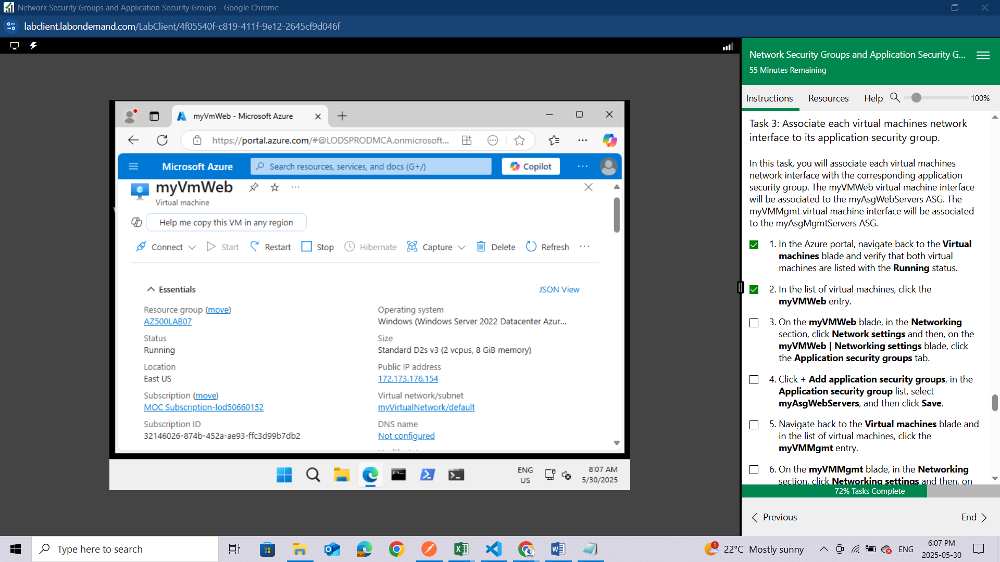 Network Security Groups and Application Security Groups - Google Chrome
labclient.labondemand.com/LabClient/4f05540f-c819-411f-9e12-2645cf9d046f
myVmWeb - Microsoft Azure
https://portal.azure.com/#@LODSPRODMCA.onmicrosoft...
Microsoft Azure
Search resources, services, and docs (G+/)
Copilot
myVmWeb
Virtual machine
Help me copy this VM in any region
Connect
Start
Restart
Stop
Hibernate
Capture
Delete
Refresh
Essentials
JSON View
Resource group (move)
AZ500LAB07
Status
Running
Location
East US
Subscription (move)
MOC Subscription-lod50660152
Subscription ID
32146026-874b-452a-ae93-ffc3d99b7db2
Operating system
Windows (Windows Server 2022 Datacenter Azur...
Size
Standard D2s v3 (2 vcpus, 8 GiB memory)
Public IP address
172.173.176.154
Virtual network/subnet
myVirtualNetwork/default
DNS name
Not configured
ENG
US
8:07 AM
5/30/2025
Network Security Groups and Application Security G...
55 Minutes Remaining
Instructions
Resources
Help
100%
Task 3: Associate each virtual machines network
interface to its application security group.
In this task, you will associate each virtual machines
network interface with the corresponding application
security group. The myVMWeb virtual machine interface
will be associated to the myAsgWebServers ASG. The
myVMMgmt virtual machine interface will be associated
to the myAsgMgmtServers ASG.
1. In the Azure portal, navigate back to the Virtual
machines blade and verify that both virtual
machines are listed with the Running status.
2. In the list of virtual machines, click the
myVMWeb entry.
3. On the myVMWeb blade, in the Networking
section, click Network settings and then, on the
myVMWeb | Networking settings blade, click
the Application security groups tab.
4. Click + Add application security groups, in the
Application security group list, select
myAsgWebServers, and then click Save.
5. Navigate back to the Virtual machines blade and
in the list of virtual machines, click the
myVMMgmt entry.
6. On the myVMMgmt blade, in the Networking
section, click Networking settings and then, on
72% Tasks Complete
Previous
End
Type here to search
1
22°C Mostly sunny
ENG
6:07 PM
2025-05-30